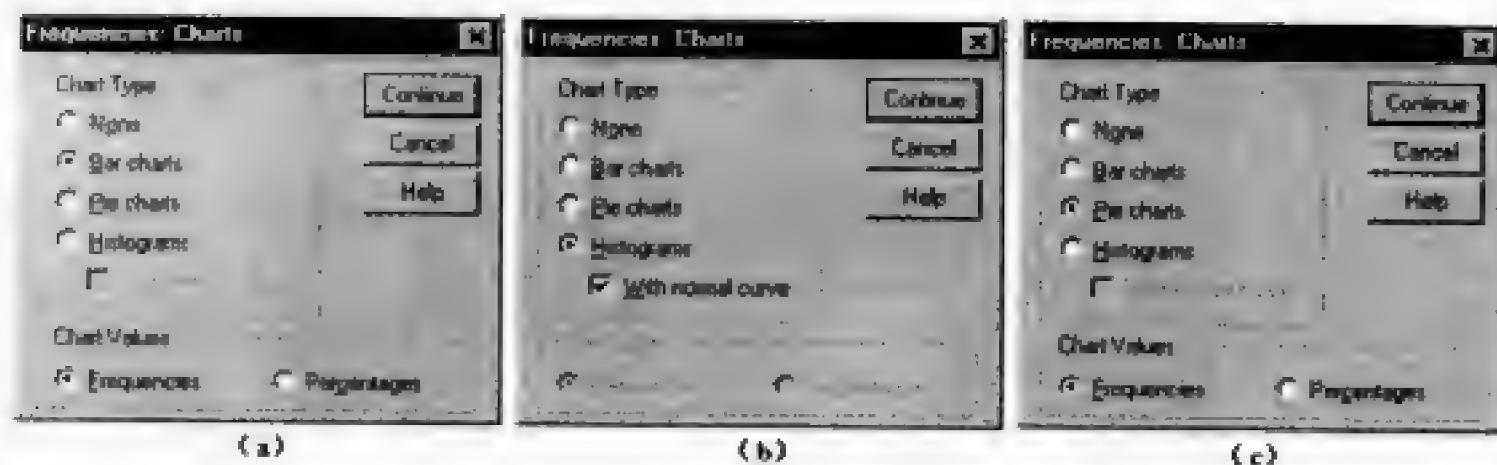 Frequencies: Charts
Chart Type
None
Bar charts
Pie charts
Histograms
Chart Values
Frequencies Percentages
Continue
Cancel
Help
(a)
Frequencies: Charts
Chart Type
None
Bar charts
Pie charts
Histograms
With normal curve
Continue
Cancel
Help
(b)
Frequencies: Charts
Chart Type
None
Bar charts
Pie charts
Histograms
Chart Values
Frequencies Percentages
Continue
Cancel
Help
(c)